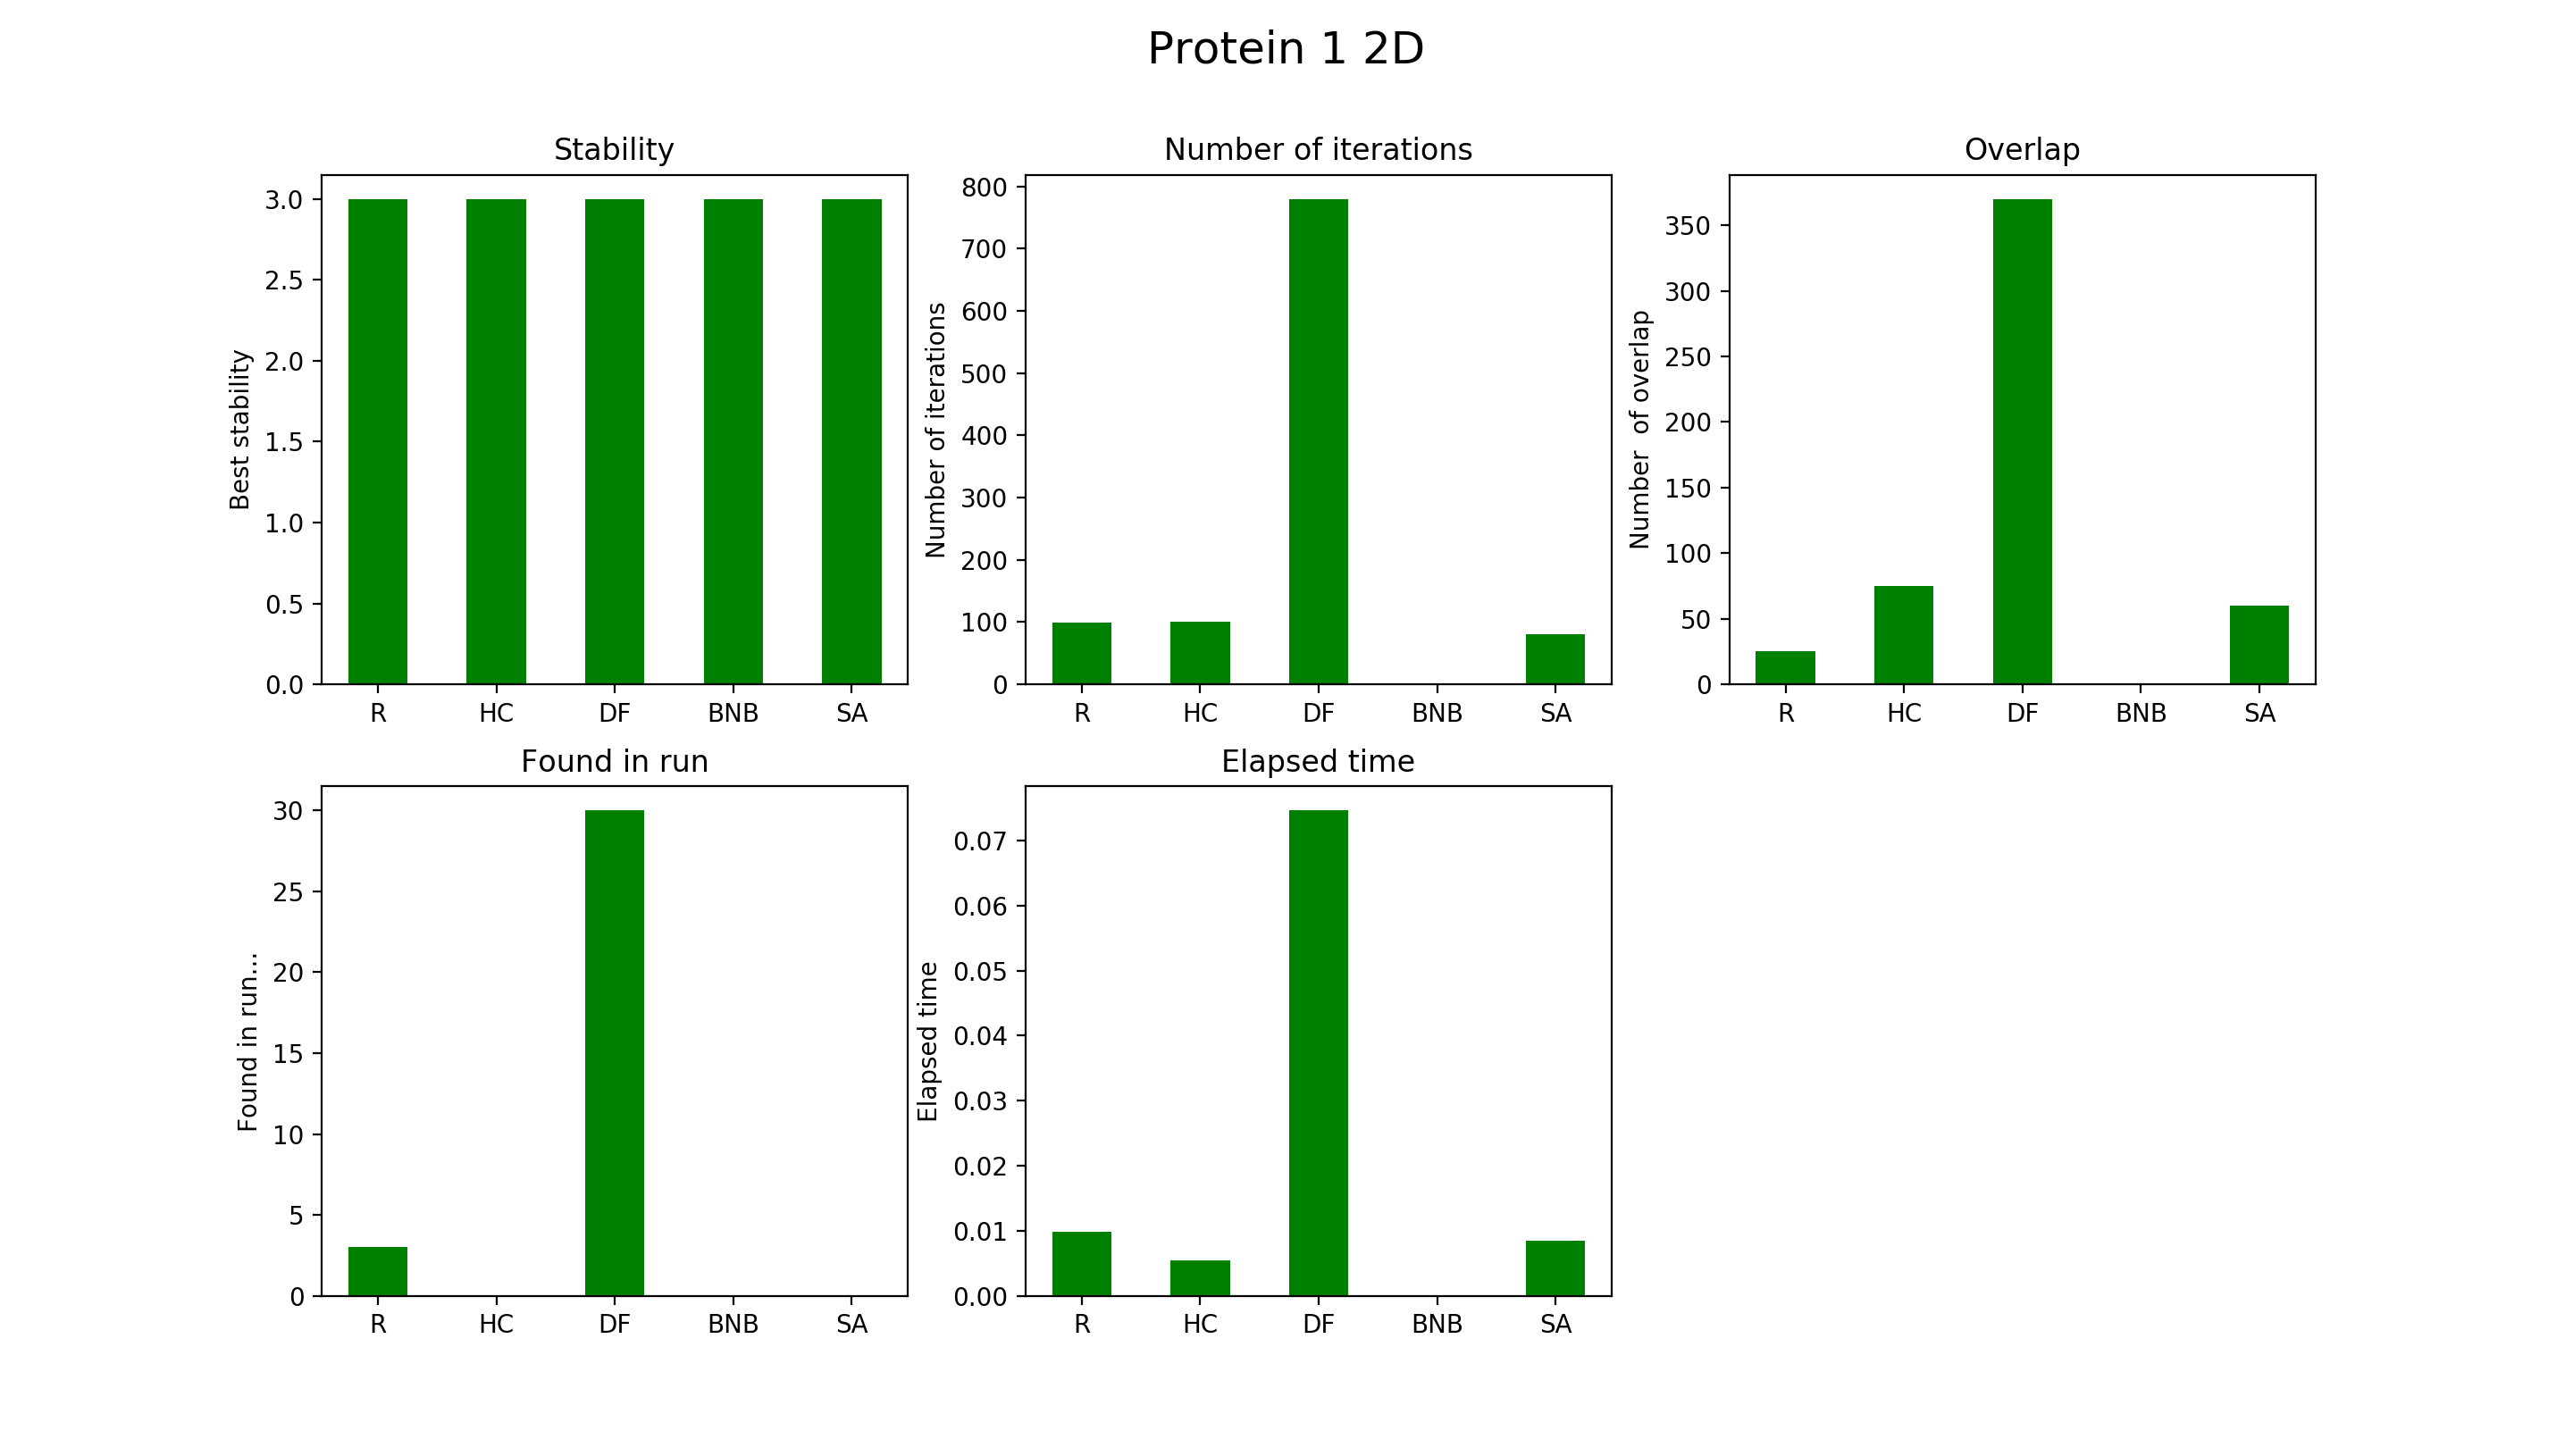 Protein 1 2D
Stability
Best stability
3.0
2.5
2.0
1.5
1.0
0.5
0.0
R HC DF BNB SA
Number of iterations
Number of iterations
800
700
600
500
400
300
200
100
0
R HC DF BNB SA
Overlap
Number  of overlap
350
300
250
200
150
100
50
0
R HC DF BNB SA
Found in run
Found in run...
30
25
20
15
10
5
0
R HC DF BNB SA
Elapsed time
Elapsed time
0.07
0.06
0.05
0.04
0.03
0.02
0.01
0.00
R HC DF BNB SA